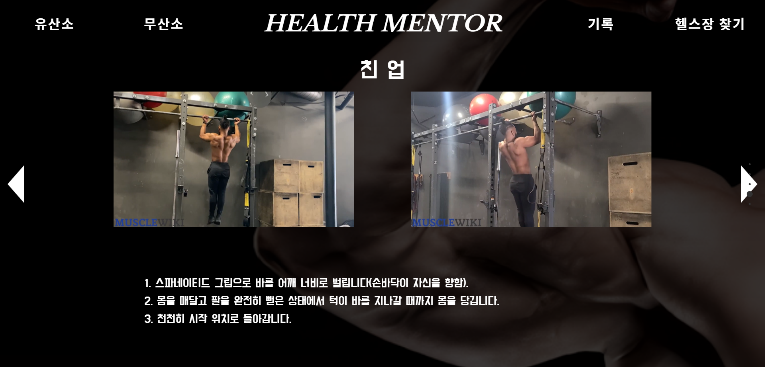 유산소
무산소
HEALTH MENTOR
기록
헬스장 찾기
친 업
MUSCLEWIKI
MUSCLEWIKI
1. 스파네이티드 그립으로 바를 어깨 너비로 벌립니다(손바닥이 자신을 향함).
2. 몸을 매달고 팔을 완전히 뻗은 상태에서 턱이 바를 지나갈 때까지 몸을 당깁니다.
3. 천천히 시작 위치로 돌아갑니다.